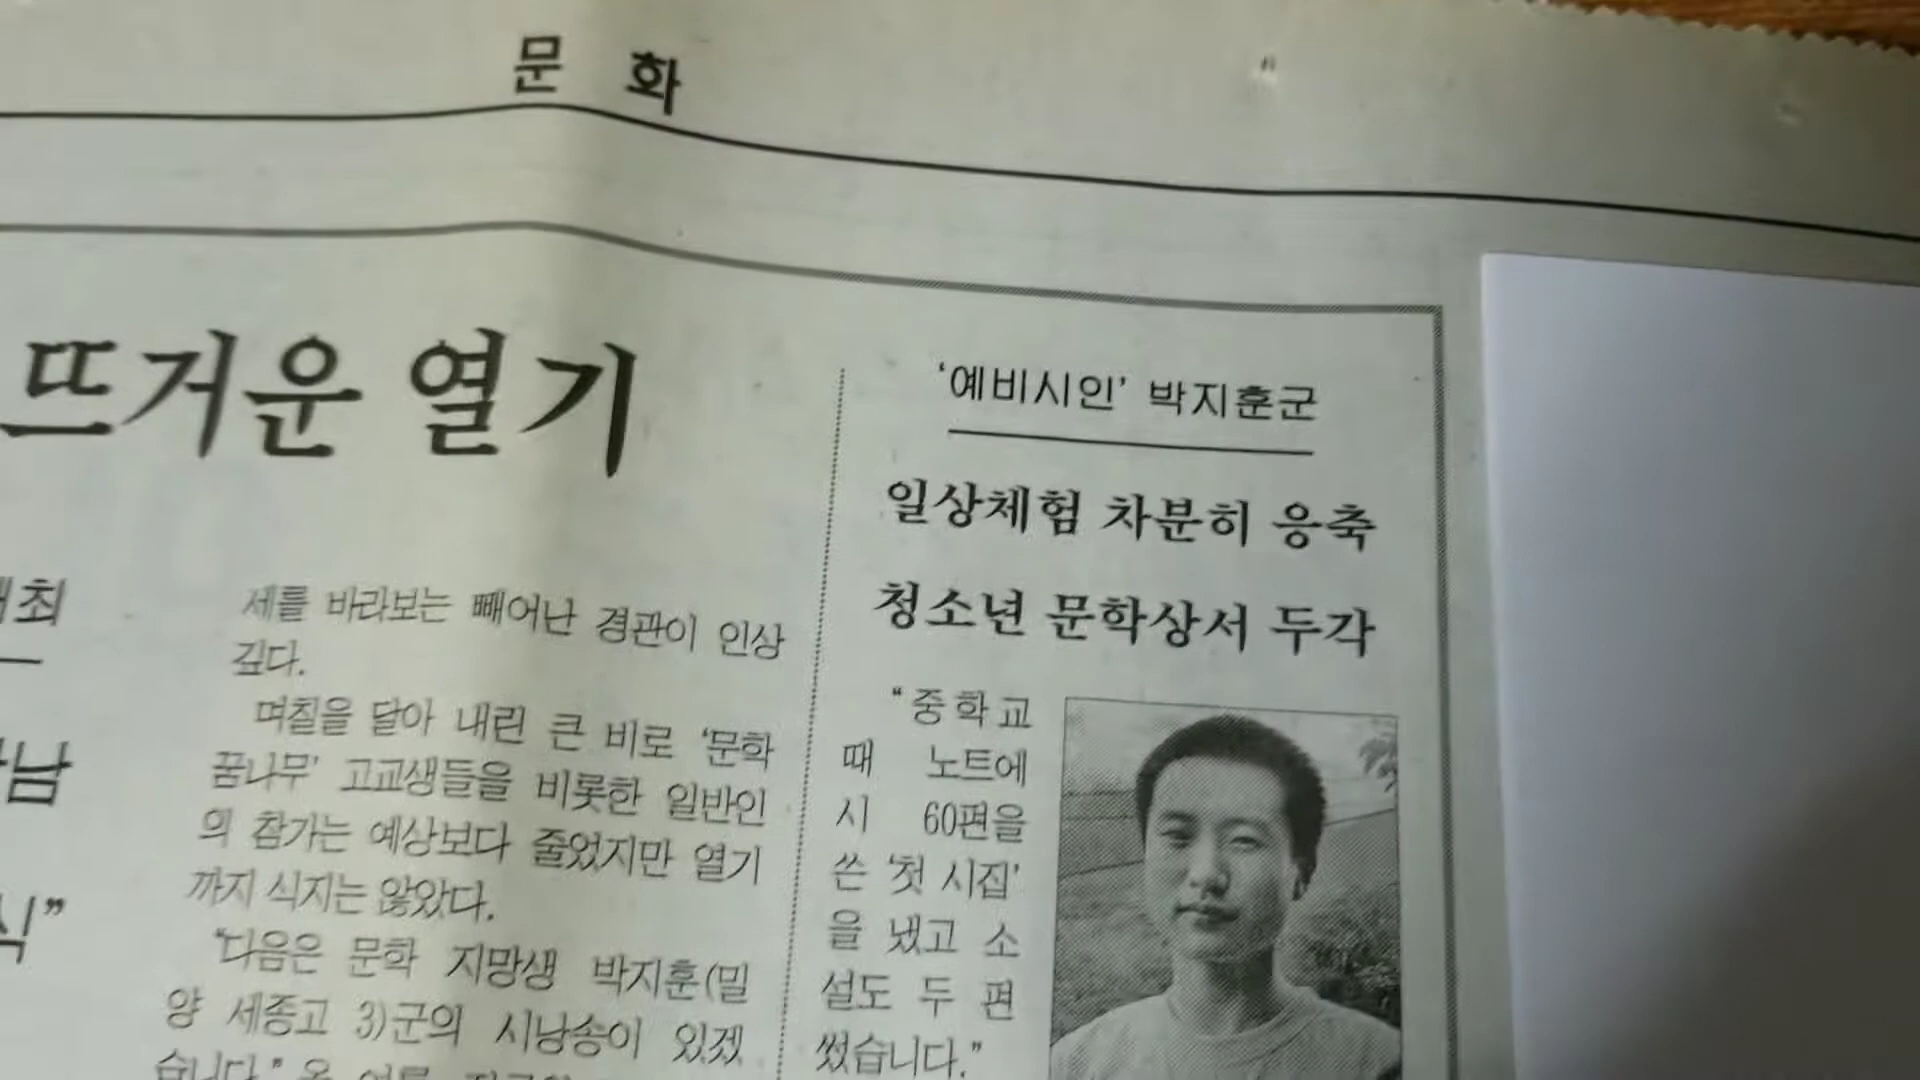 문 화
뜨거운 열기
최
남
식”
세를 바라보는 빼어난 경관이 인상
깊다.
며칠을 달아 내린 큰 비로 ‘문학
꿈나무’ 고교생들을 비롯한 일반인
의 참가는 예상보다 줄었지만 열기
까지 식지는 않았다.
“다음은 문학 지망생 박지훈(밀
양 세종고 3)군의 시낭송이 있겠
습니다.”
‘예비시인’ 박지훈군
일상체험 차분히 응축
청소년 문학상서 두각
“중학교
때 노트에
시 60편을
쓴 ‘첫 시집’
을 냈고 소
설도 두 편
썼습니다.”